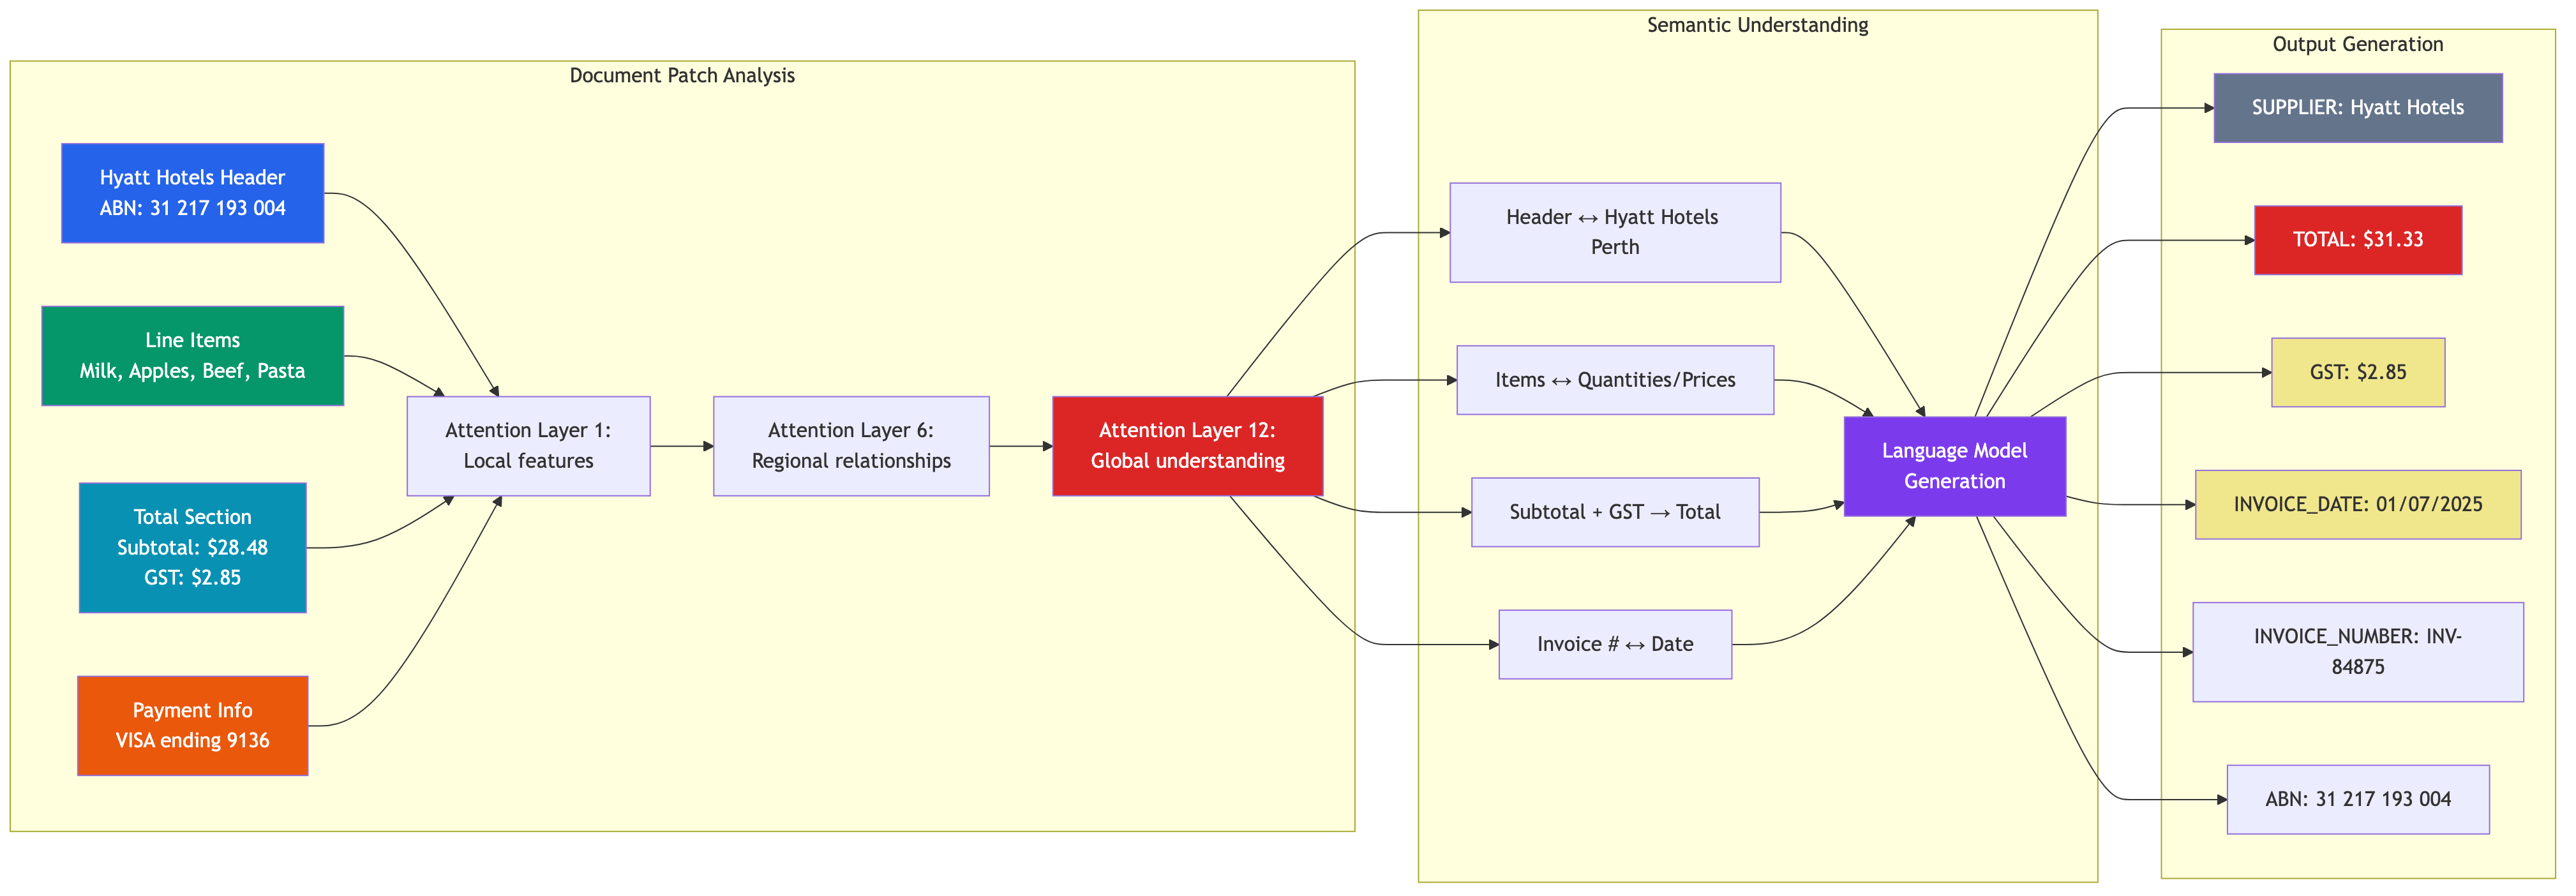 Document Patch Analysis
Hyatt Hotels Header
ABN: 31 217 193 004
Line Items
Milk, Apples, Beef, Pasta
Total Section
Subtotal: $28.48
GST: $2.85
Payment Info
VISA ending 9136
Attention Layer 1:
Local features
Attention Layer 6:
Regional relationships
Attention Layer 12:
Global understanding
Semantic Understanding
Header ↔ Hyatt Hotels
Perth
Items ↔ Quantities/Prices
Subtotal + GST → Total
Invoice # ↔ Date
Language Model
Generation
Output Generation
SUPPLIER: Hyatt Hotels
TOTAL: $31.33
GST: $2.85
INVOICE_DATE: 01/07/2025
INVOICE_NUMBER: INV-
84875
ABN: 31 217 193 004